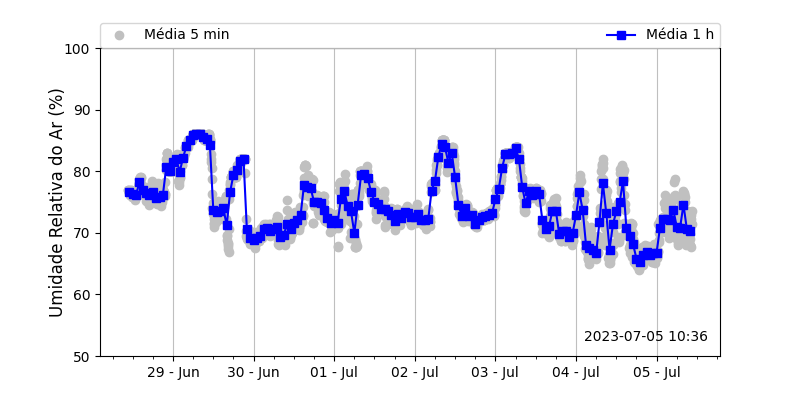 Média 5 min
Média 1 h
Umidade Relativa do Ar (%)
100
90
80
70
60
50
2023-07-05 10:36
29 - Jun
30 - Jun
01 - Jul
02 - Jul
03 - Jul
04 - Jul
05 - Jul